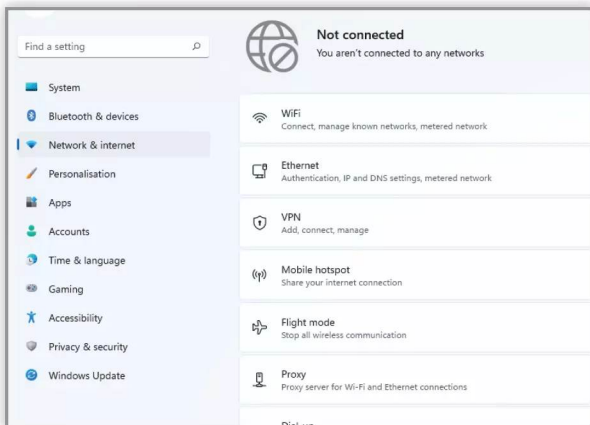 Not connected
You aren't connected to any networks
Find a setting
System
Bluetooth & devices
Network & internet
Personalisation
Apps
Accounts
Time & language
Gaming
Accessibility
Privacy & security
Windows Update
WiFi
Connect, manage known networks, metered network
Ethernet
Authentication, IP and DNS settings, metered network
VPN
Add, connect, manage
Mobile hotspot
Share your internet connection
Flight mode
Stop all wireless communication
Proxy
Proxy server for Wi-Fi and Ethernet connections